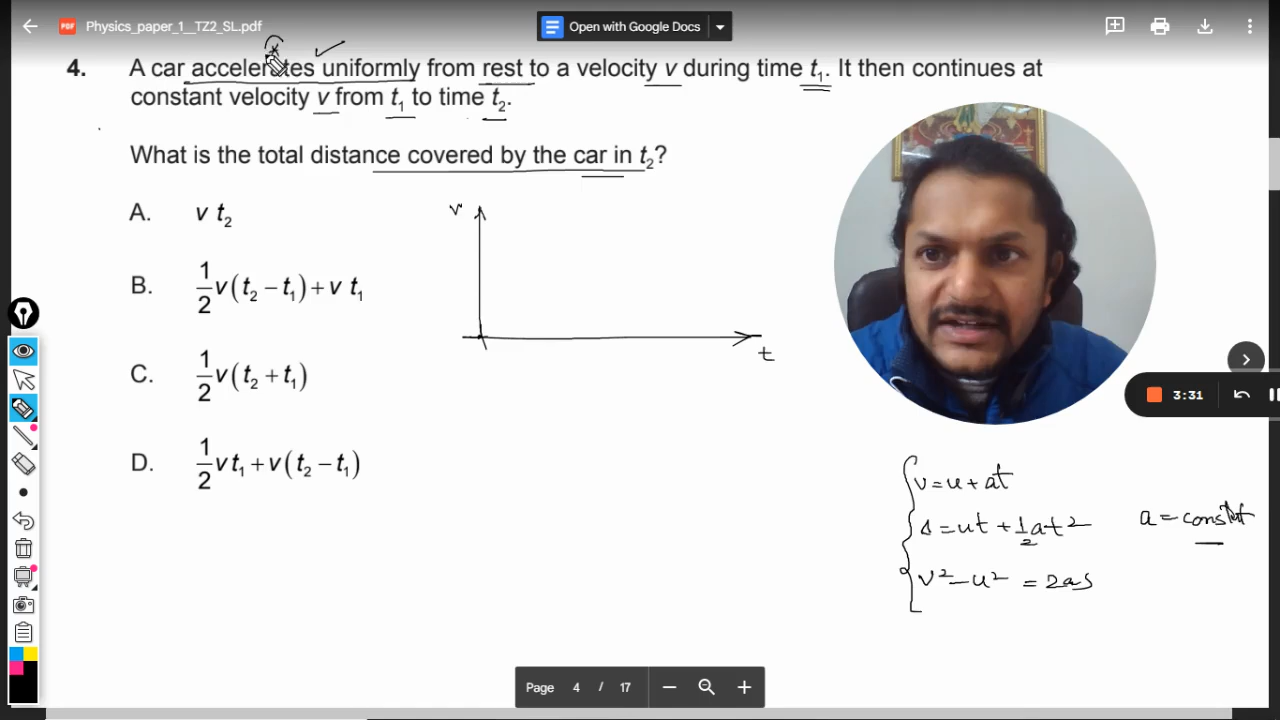 Physics_paper_1__TZ2_SL.pdf
Open with Google Docs
4. A car accelerates uniformly from rest to a velocity v during time t₁. It then continues at
constant velocity v from t₁ to time t₂.
What is the total distance covered by the car in t₂?
A. v t₂
B. 1/2 v(t₂ − t₁) + v t₁
C. 1/2 v(t₂ + t₁)
D. 1/2 v t₁ + v(t₂ − t₁)
v
t
3:31
v = u + at
s = ut + 1/2 at²
a = constant
v² − u² = 2as
Page 4 / 17